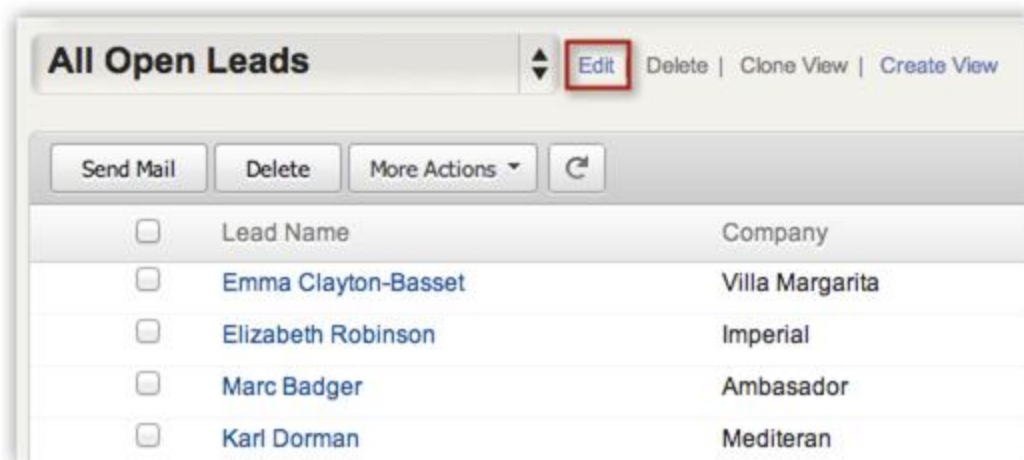 All Open Leads Edit Delete | Clone View | Create View
Send Mail Delete More Actions
Lead Name Company
Emma Clayton-Basset Villa Margarita
Elizabeth Robinson Imperial
Marc Badger Ambasador
Karl Dorman Mediteran